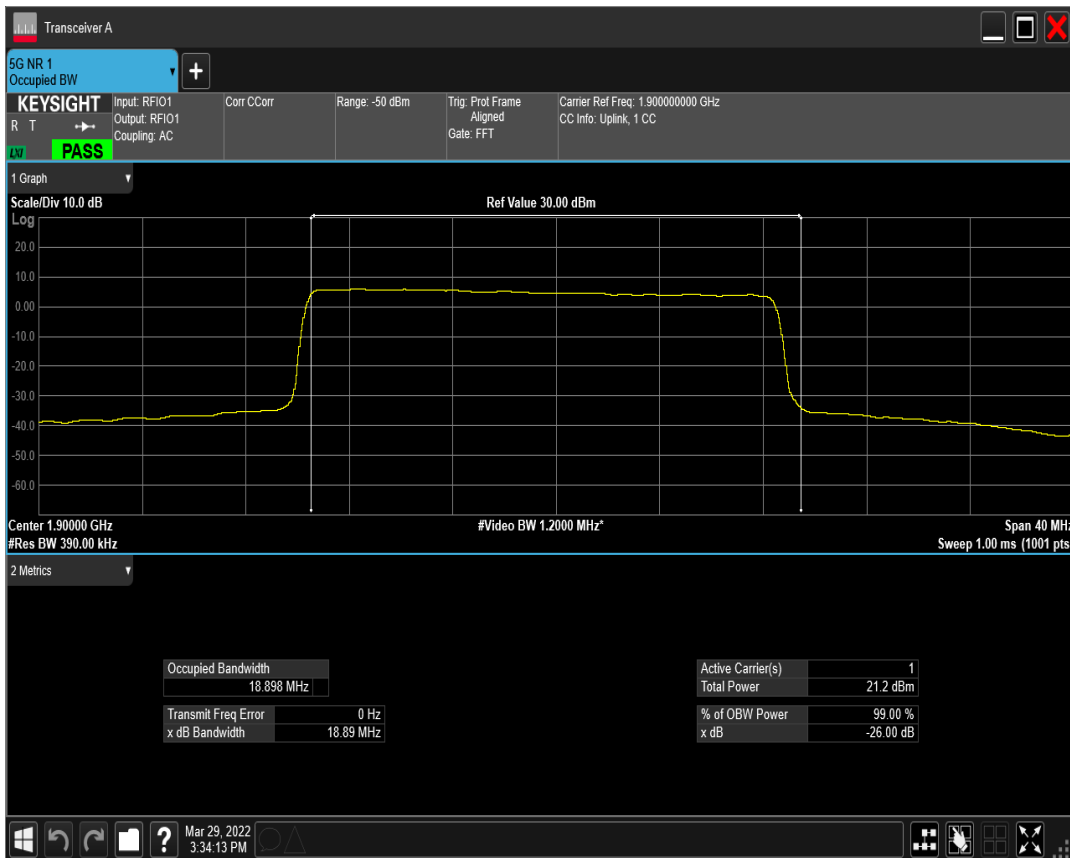 Transceiver A
5G NR 1
Occupied BW
KEYSIGHT
R T
LXI
PASS
Input: RFIO1
Output: RFIO1
Coupling: AC
Corr CCorr
Range: -50 dBm
Trig: Prot Frame
Aligned
Gate: FFT
Carrier Ref Freq: 1.900000000 GHz
CC Info: Uplink, 1 CC
1 Graph
Scale/Div 10.0 dB
Ref Value 30.00 dBm
Log
20.0
10.0
0.00
-10.0
-20.0
-30.0
-40.0
-50.0
-60.0
Center 1.90000 GHz
#Video BW 1.2000 MHz*
Span 40 MHz
#Res BW 390.00 kHz
Sweep 1.00 ms (1001 pts
2 Metrics
Occupied Bandwidth
18.898 MHz
Transmit Freq Error 0 Hz
x dB Bandwidth 18.89 MHz
Active Carrier(s) 1
Total Power 21.2 dBm
% of OBW Power 99.00 %
x dB -26.00 dB
?
Mar 29, 2022
3:34:13 PM